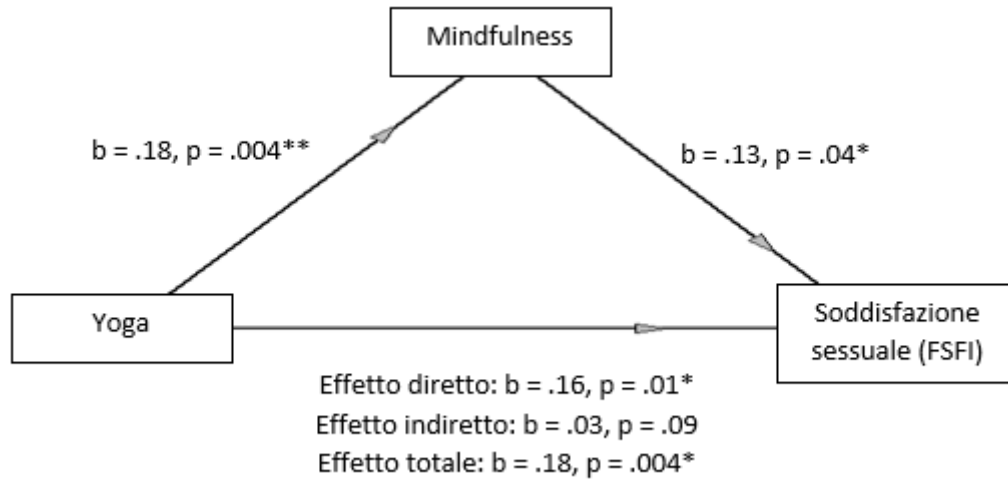 Mindfulness
b = .18, p = .004**
b = .13, p = .04*
Yoga
Soddisfazione
sessuale (FSFI)
Effetto diretto: b = .16, p = .01*
Effetto indiretto: b = .03, p = .09
Effetto totale: b = .18, p = .004*